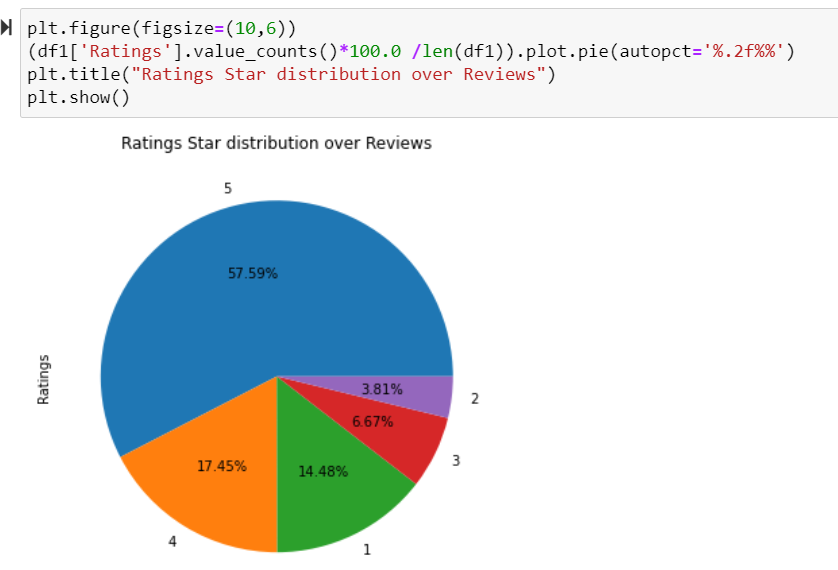 plt.figure(figsize=(10,6))
(df1['Ratings'].value_counts()*100.0 /len(df1)).plot.pie(autopct='%.2f%%')
plt.title("Ratings Star distribution over Reviews")
plt.show()
Ratings Star distribution over Reviews
5
57.59%
Ratings
3.81%
2
6.67%
3
17.45%
14.48%
4
1